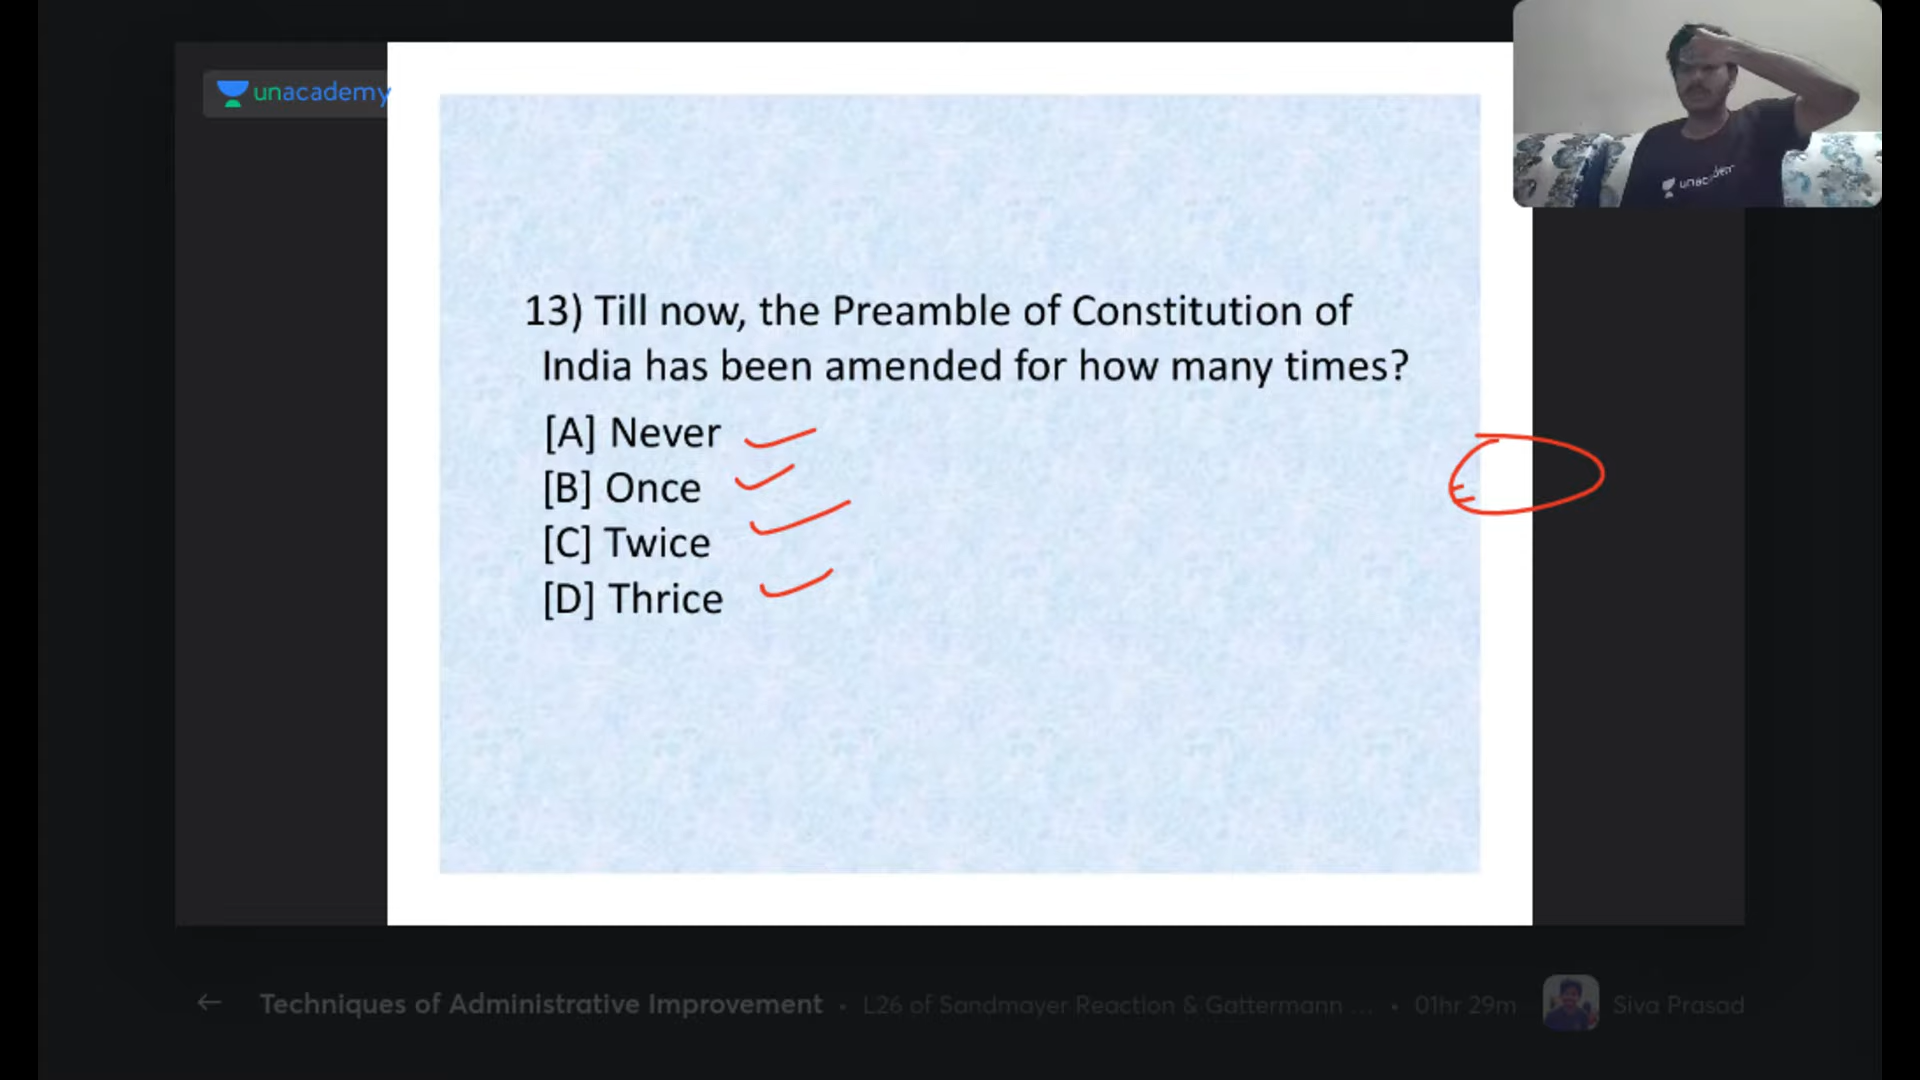 unacademy
unac
13) Till now, the Preamble of Constitution of
India has been amended for how many times?
[A] Never
[B] Once
[C] Twice
[D] Thrice
Techniques of Administrative Improvement • L26 of Sandmayer Reaction & Gattermann ... • 01hr 29m Siva Prasad